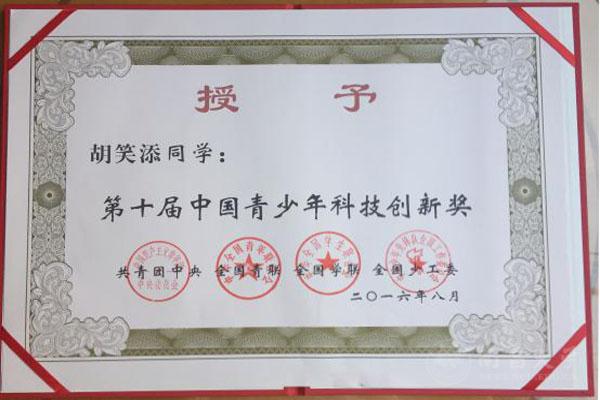 授予
胡笑添同学：
第十届中国青少年科技创新奖
共青团中央 全国青联 全国学联 全国少工委
二〇一六年八月